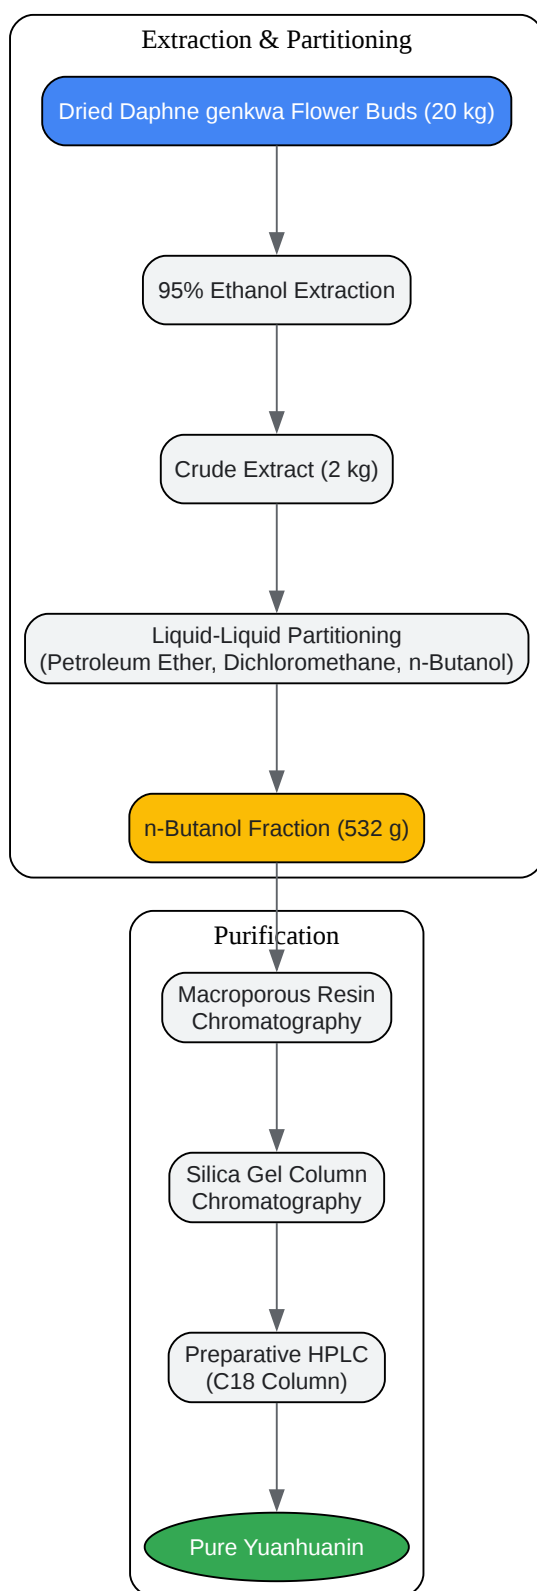 Extraction & Partitioning
Dried Daphne genkwa Flower Buds (20 kg)
95% Ethanol Extraction
Crude Extract (2 kg)
Liquid-Liquid Partitioning
(Petroleum Ether, Dichloromethane, n-Butanol)
n-Butanol Fraction (532 g)
Purification
Macroporous Resin
Chromatography
Silica Gel Column
Chromatography
Preparative HPLC
(C18 Column)
Pure Yuanhuanin